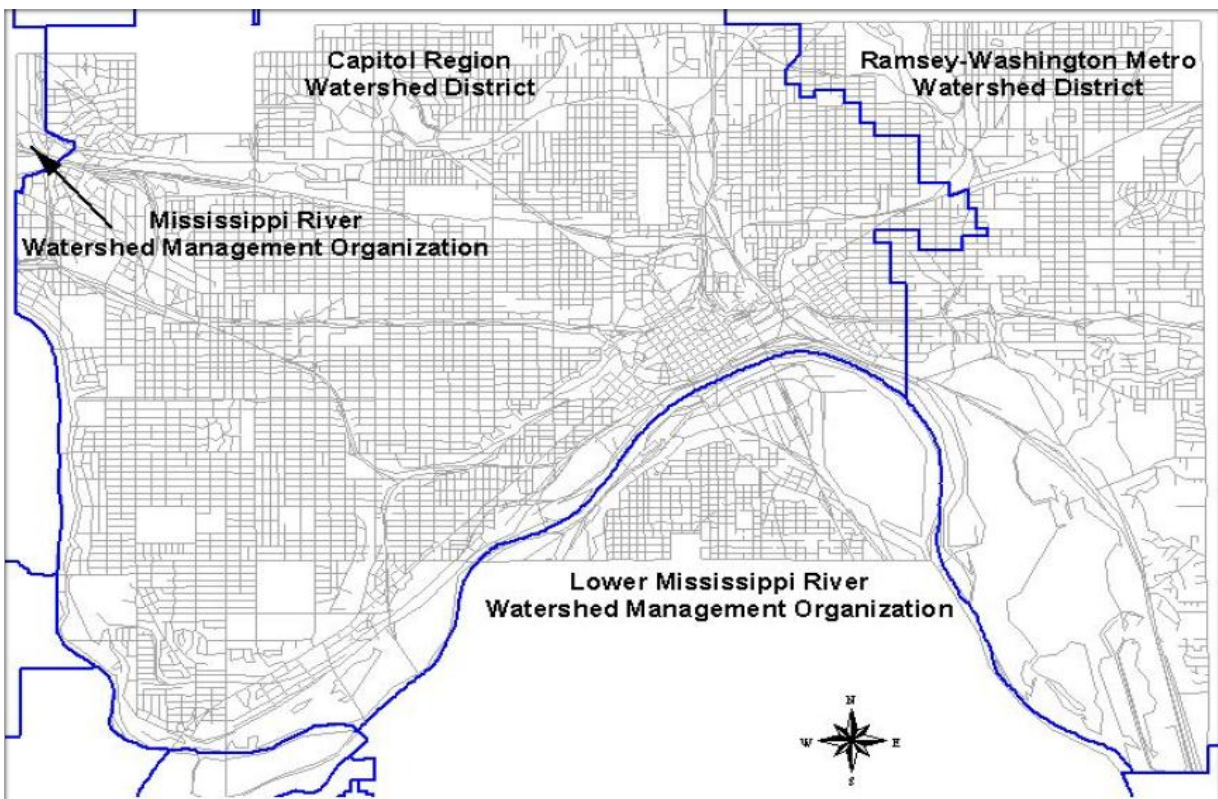 Capitol Region
Watershed District
Ramsey-Washington Metro
Watershed District
Mississippi River
Watershed Management Organization
Lower Mississippi River
Watershed Management Organization
N
W E
S